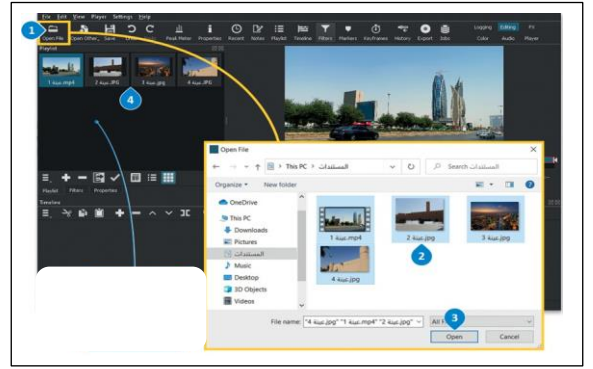 File Edit View Player Settings Help
Open File Open Other.. Save Peak Meter Properties Recent Notes Playlist Timeline Filters Markers Keyframes History Export Jobs
Logging Editing FX
Color Audio Player
1
Playlist
عينة 1.mp4 عينة 2.JPG عينة 3.jpg عينة 4.JPG
4
Playlist Filters Properties
Timeline
Open File
This PC › المستندات
Search المستندات
Organize New folder
OneDrive
This PC
Downloads
Pictures
المستندات
Music
Desktop
3D Objects
Videos
عينة 1.mp4 عينة 2.jpg عينة 3.jpg
2
عينة 4.jpg
File name: "عينة 4.jpg" "عينة 1.mp4" "عينة 2.jpg"
3
Open Cancel